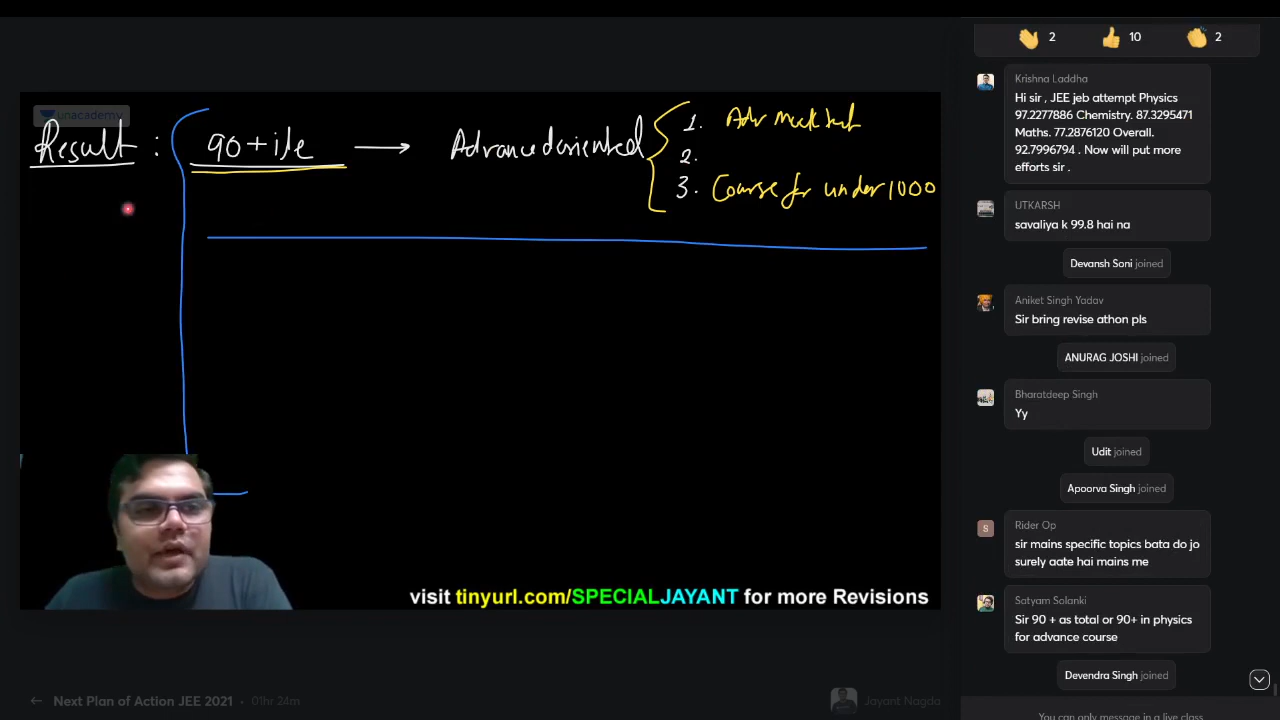 2
10
2
unacademy
Result : 90+ile → Advanced oriented
1. Adv Mock test
2.
3. Course for under 1000
visit tinyurl.com/SPECIALJAYANT for more Revisions
← Next Plan of Action JEE 2021 • 01hr 24m
Jayant Nagda
Krishna Laddha
Hi sir , JEE jeb attempt Physics
97.2277886 Chemistry. 87.3295471
Maths. 77.2876120 Overall.
92.7996794 . Now will put more
efforts sir .
UTKARSH
savaliya k 99.8 hai na
Devansh Soni joined
Aniket Singh Yadav
Sir bring revise athon pls
ANURAG JOSHI joined
Bharatdeep Singh
Yy
Udit joined
Apoorva Singh joined
S
Rider Op
sir mains specific topics bata do jo
surely aate hai mains me
Satyam Solanki
Sir 90 + as total or 90+ in physics
for advance course
Devendra Singh joined
You can only message in a live class